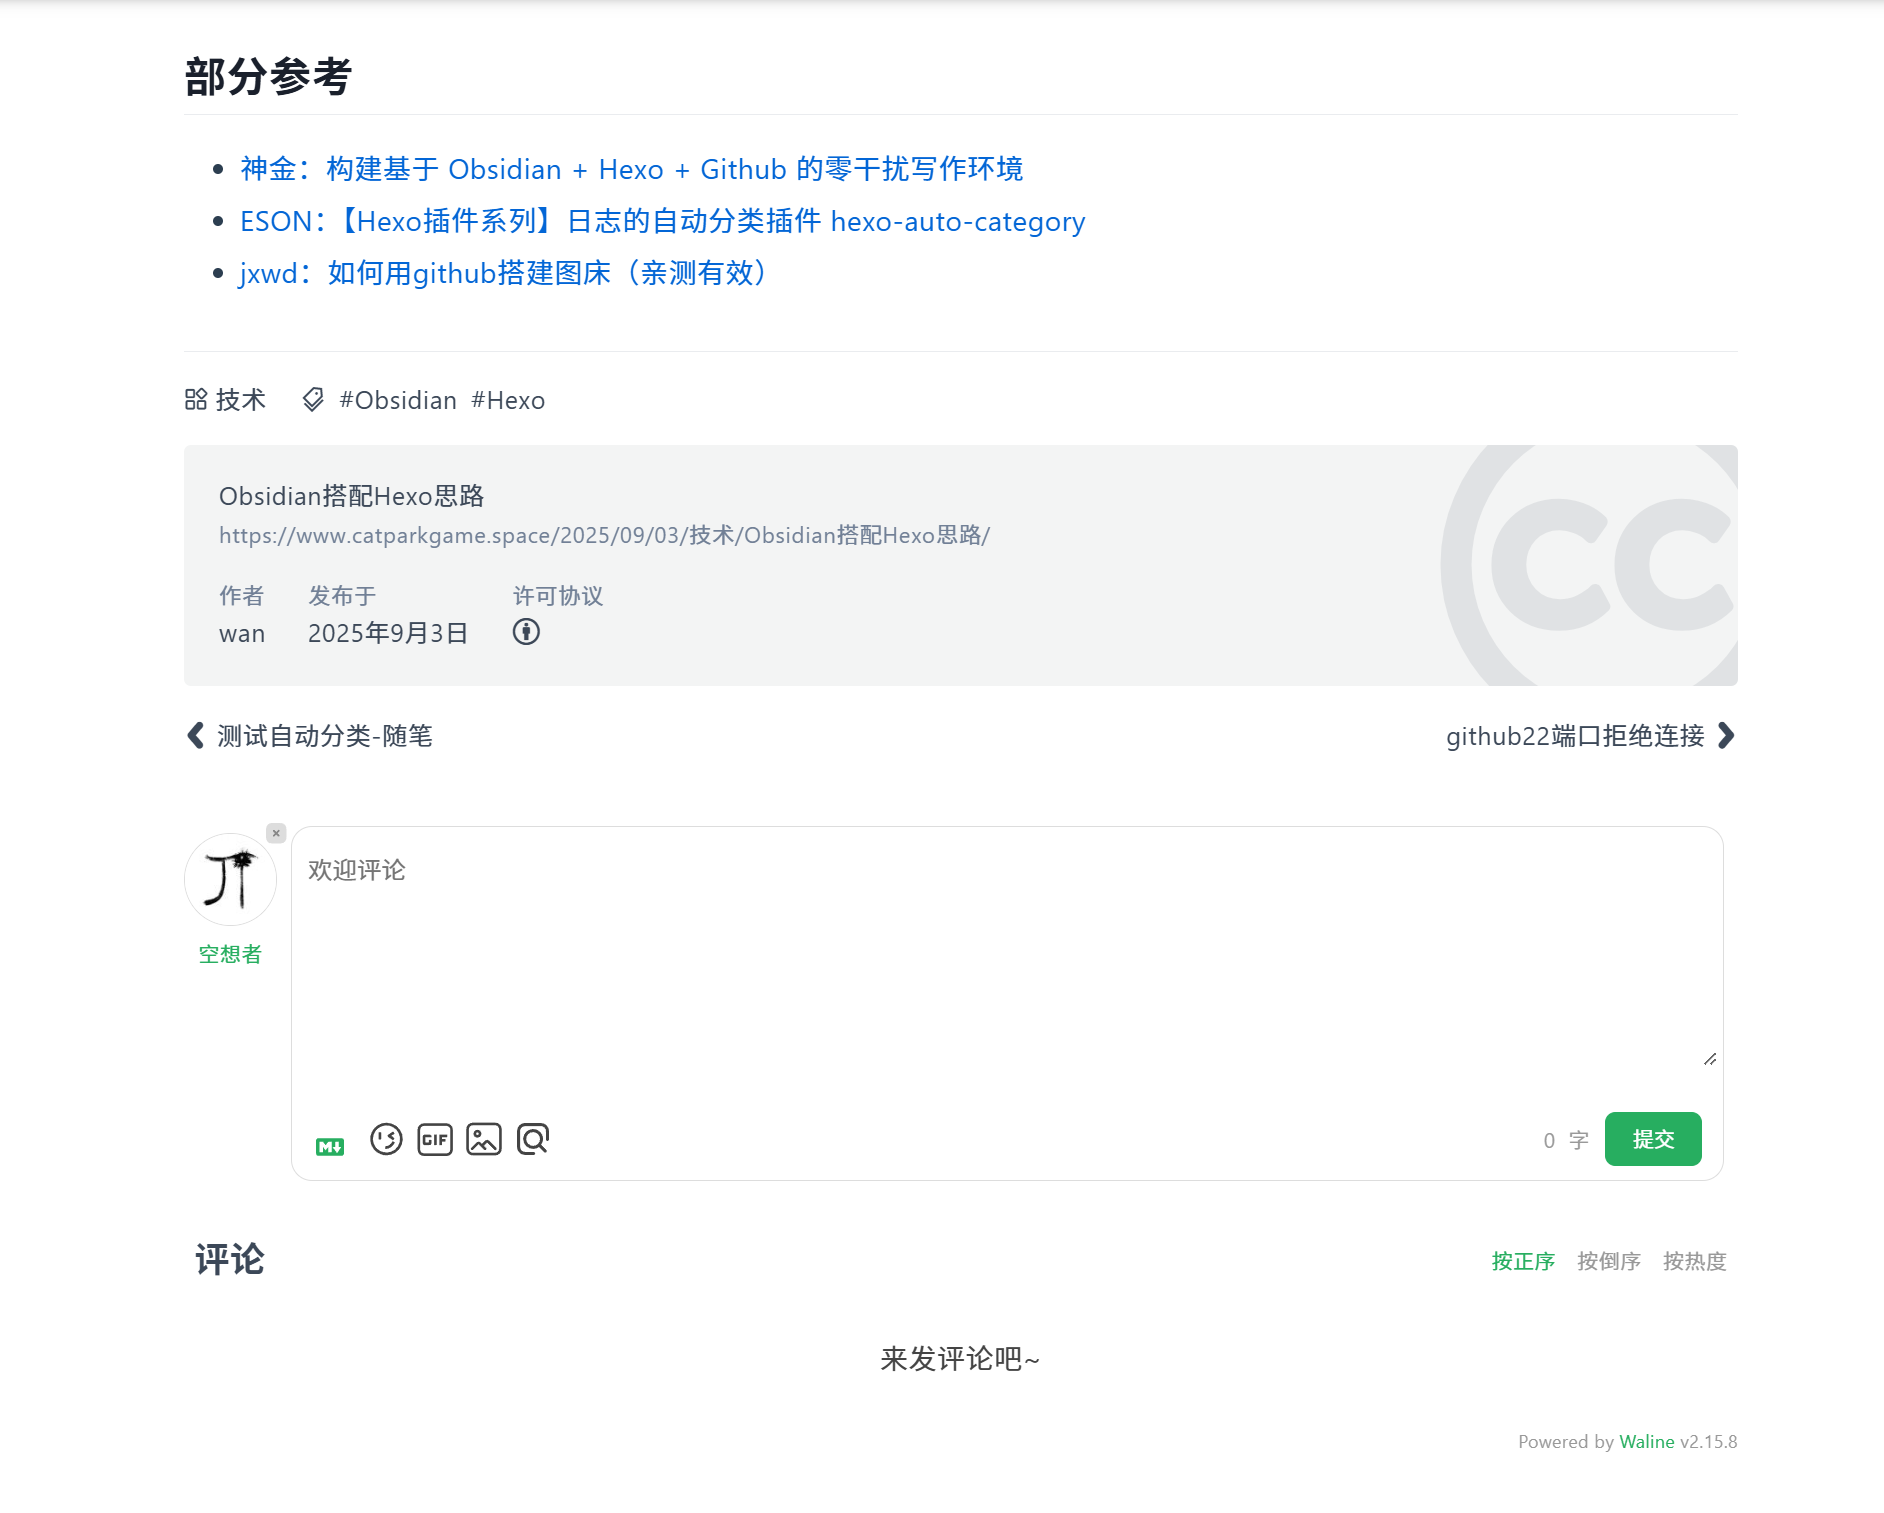 部分参考
神金：构建基于 Obsidian + Hexo + Github 的零干扰写作环境
ESON：【Hexo插件系列】日志的自动分类插件 hexo-auto-category
jxwd：如何用github搭建图床（亲测有效）
技术 #Obsidian #Hexo
Obsidian搭配Hexo思路
https://www.catparkgame.space/2025/09/03/技术/Obsidian搭配Hexo思路/
作者 发布于 许可协议
wan 2025年9月3日
测试自动分类-随笔 github22端口拒绝连接
欢迎评论
空想者
M GIF 0 字 提交
评论 按正序 按倒序 按热度
来发评论吧~
Powered by Waline v2.15.8